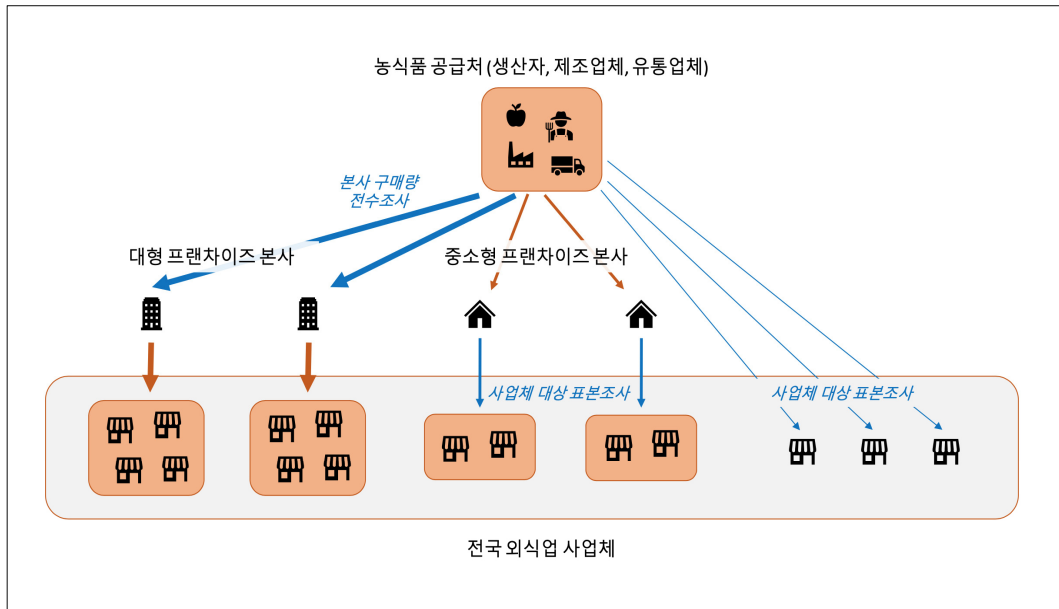 농식품 공급처 (생산자, 제조업체, 유통업체)
본사 구매량
전수조사
대형 프랜차이즈 본사
중소형 프랜차이즈 본사
사업체 대상 표본조사
사업체 대상 표본조사
전국 외식업 사업체